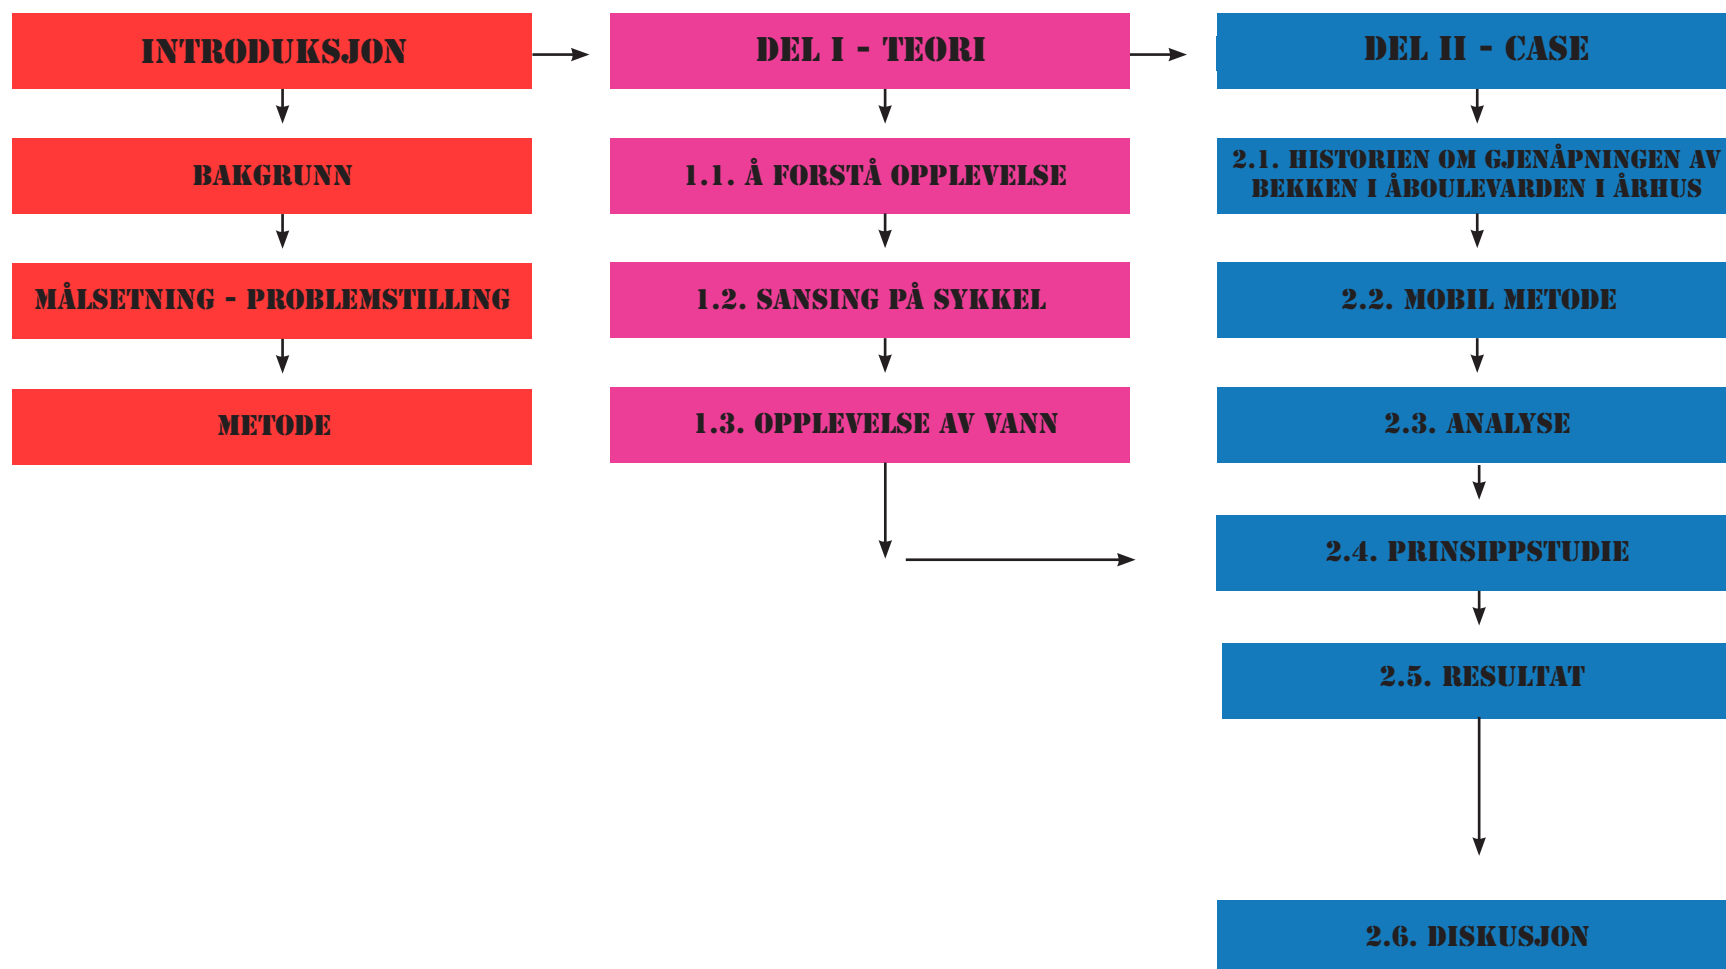 INTRODUKSJON
BAKGRUNN
MÅLSETNING - PROBLEMSTILLING
METODE
DEL I - TEORI
1.1. Å FORSTÅ OPPLEVELSE
1.2. SANSING PÅ SYKKEL
1.3. OPPLEVELSE AV VANN
DEL II - CASE
2.1. HISTORIEN OM GJENÅPNINGEN AV
BEKKEN I ÅBOULEVARDEN I ÅRHUS
2.2. MOBIL METODE
2.3. ANALYSE
2.4. PRINSIPPSTUDIE
2.5. RESULTAT
2.6. DISKUSJON